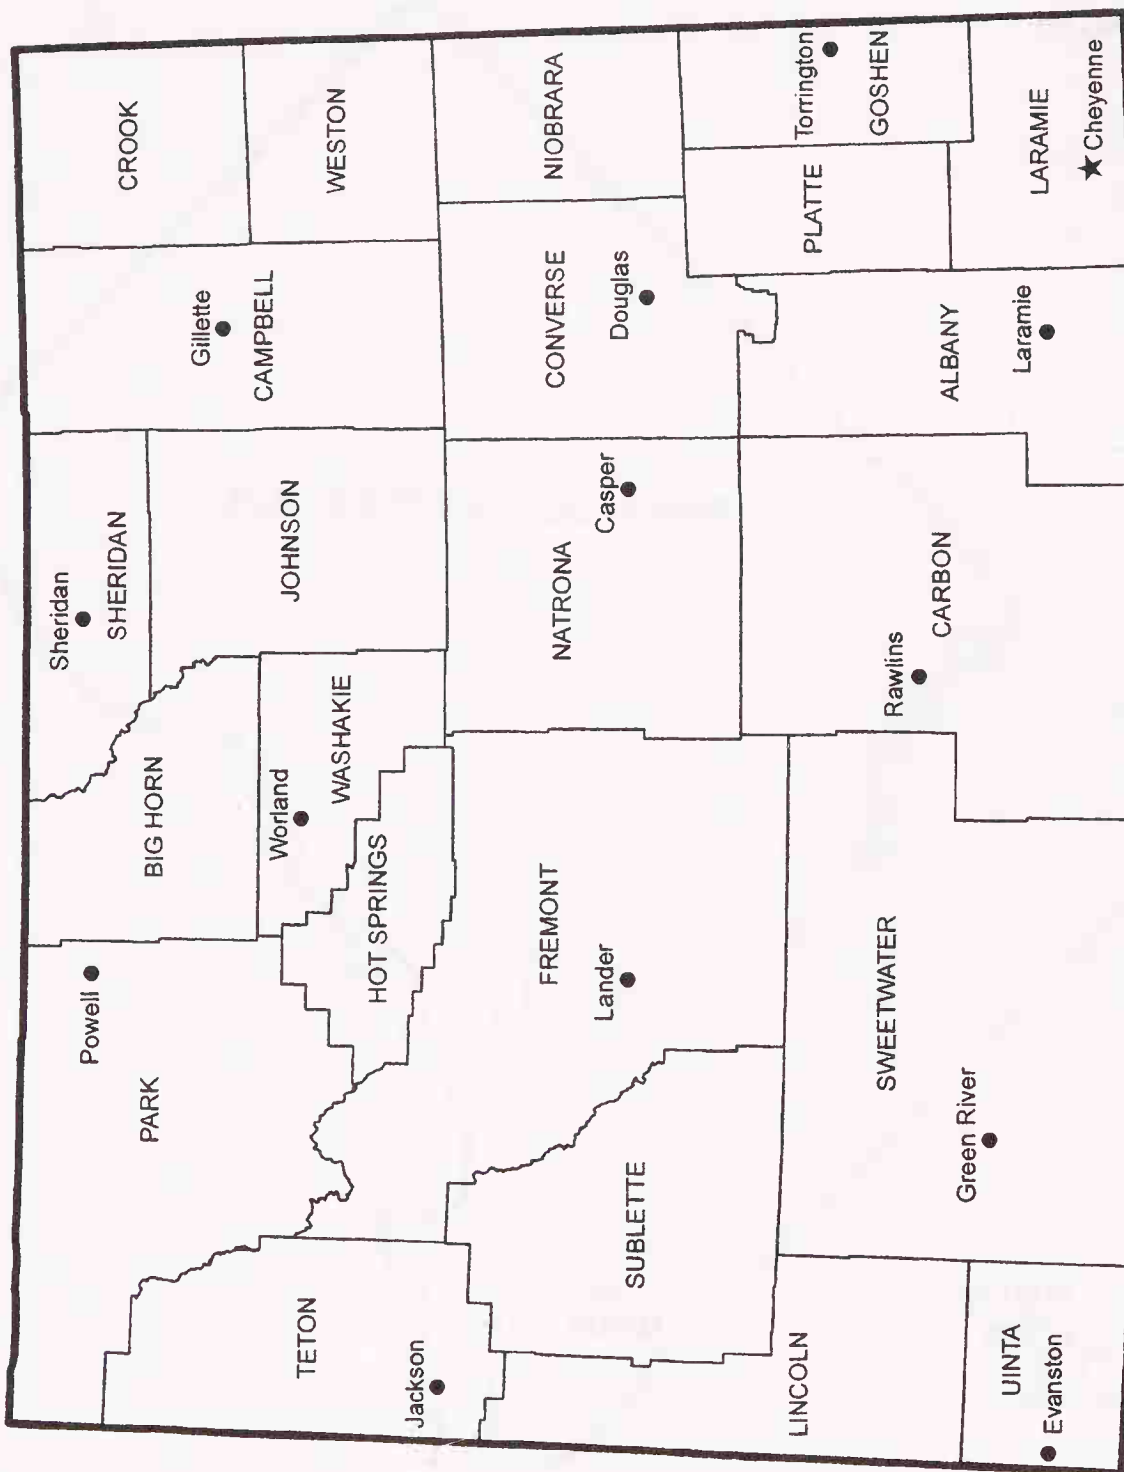 Sheridan
SHERIDAN
Powell
PARK
BIG HORN
CROOK
Gillette
CAMPBELL
JOHNSON
WESTON
Worland
WASHAKIE
HOT SPRINGS
TETON
Jackson
FREMONT
Lander
NATRONA
Casper
CONVERSE
Douglas
NIOBRARA
SUBLETTE
LINCOLN
SWEETWATER
Green River
Rawlins
CARBON
ALBANY
Laramie
PLATTE
Torrington
GOSHEN
LARAMIE
Cheyenne
UINTA
Evanston